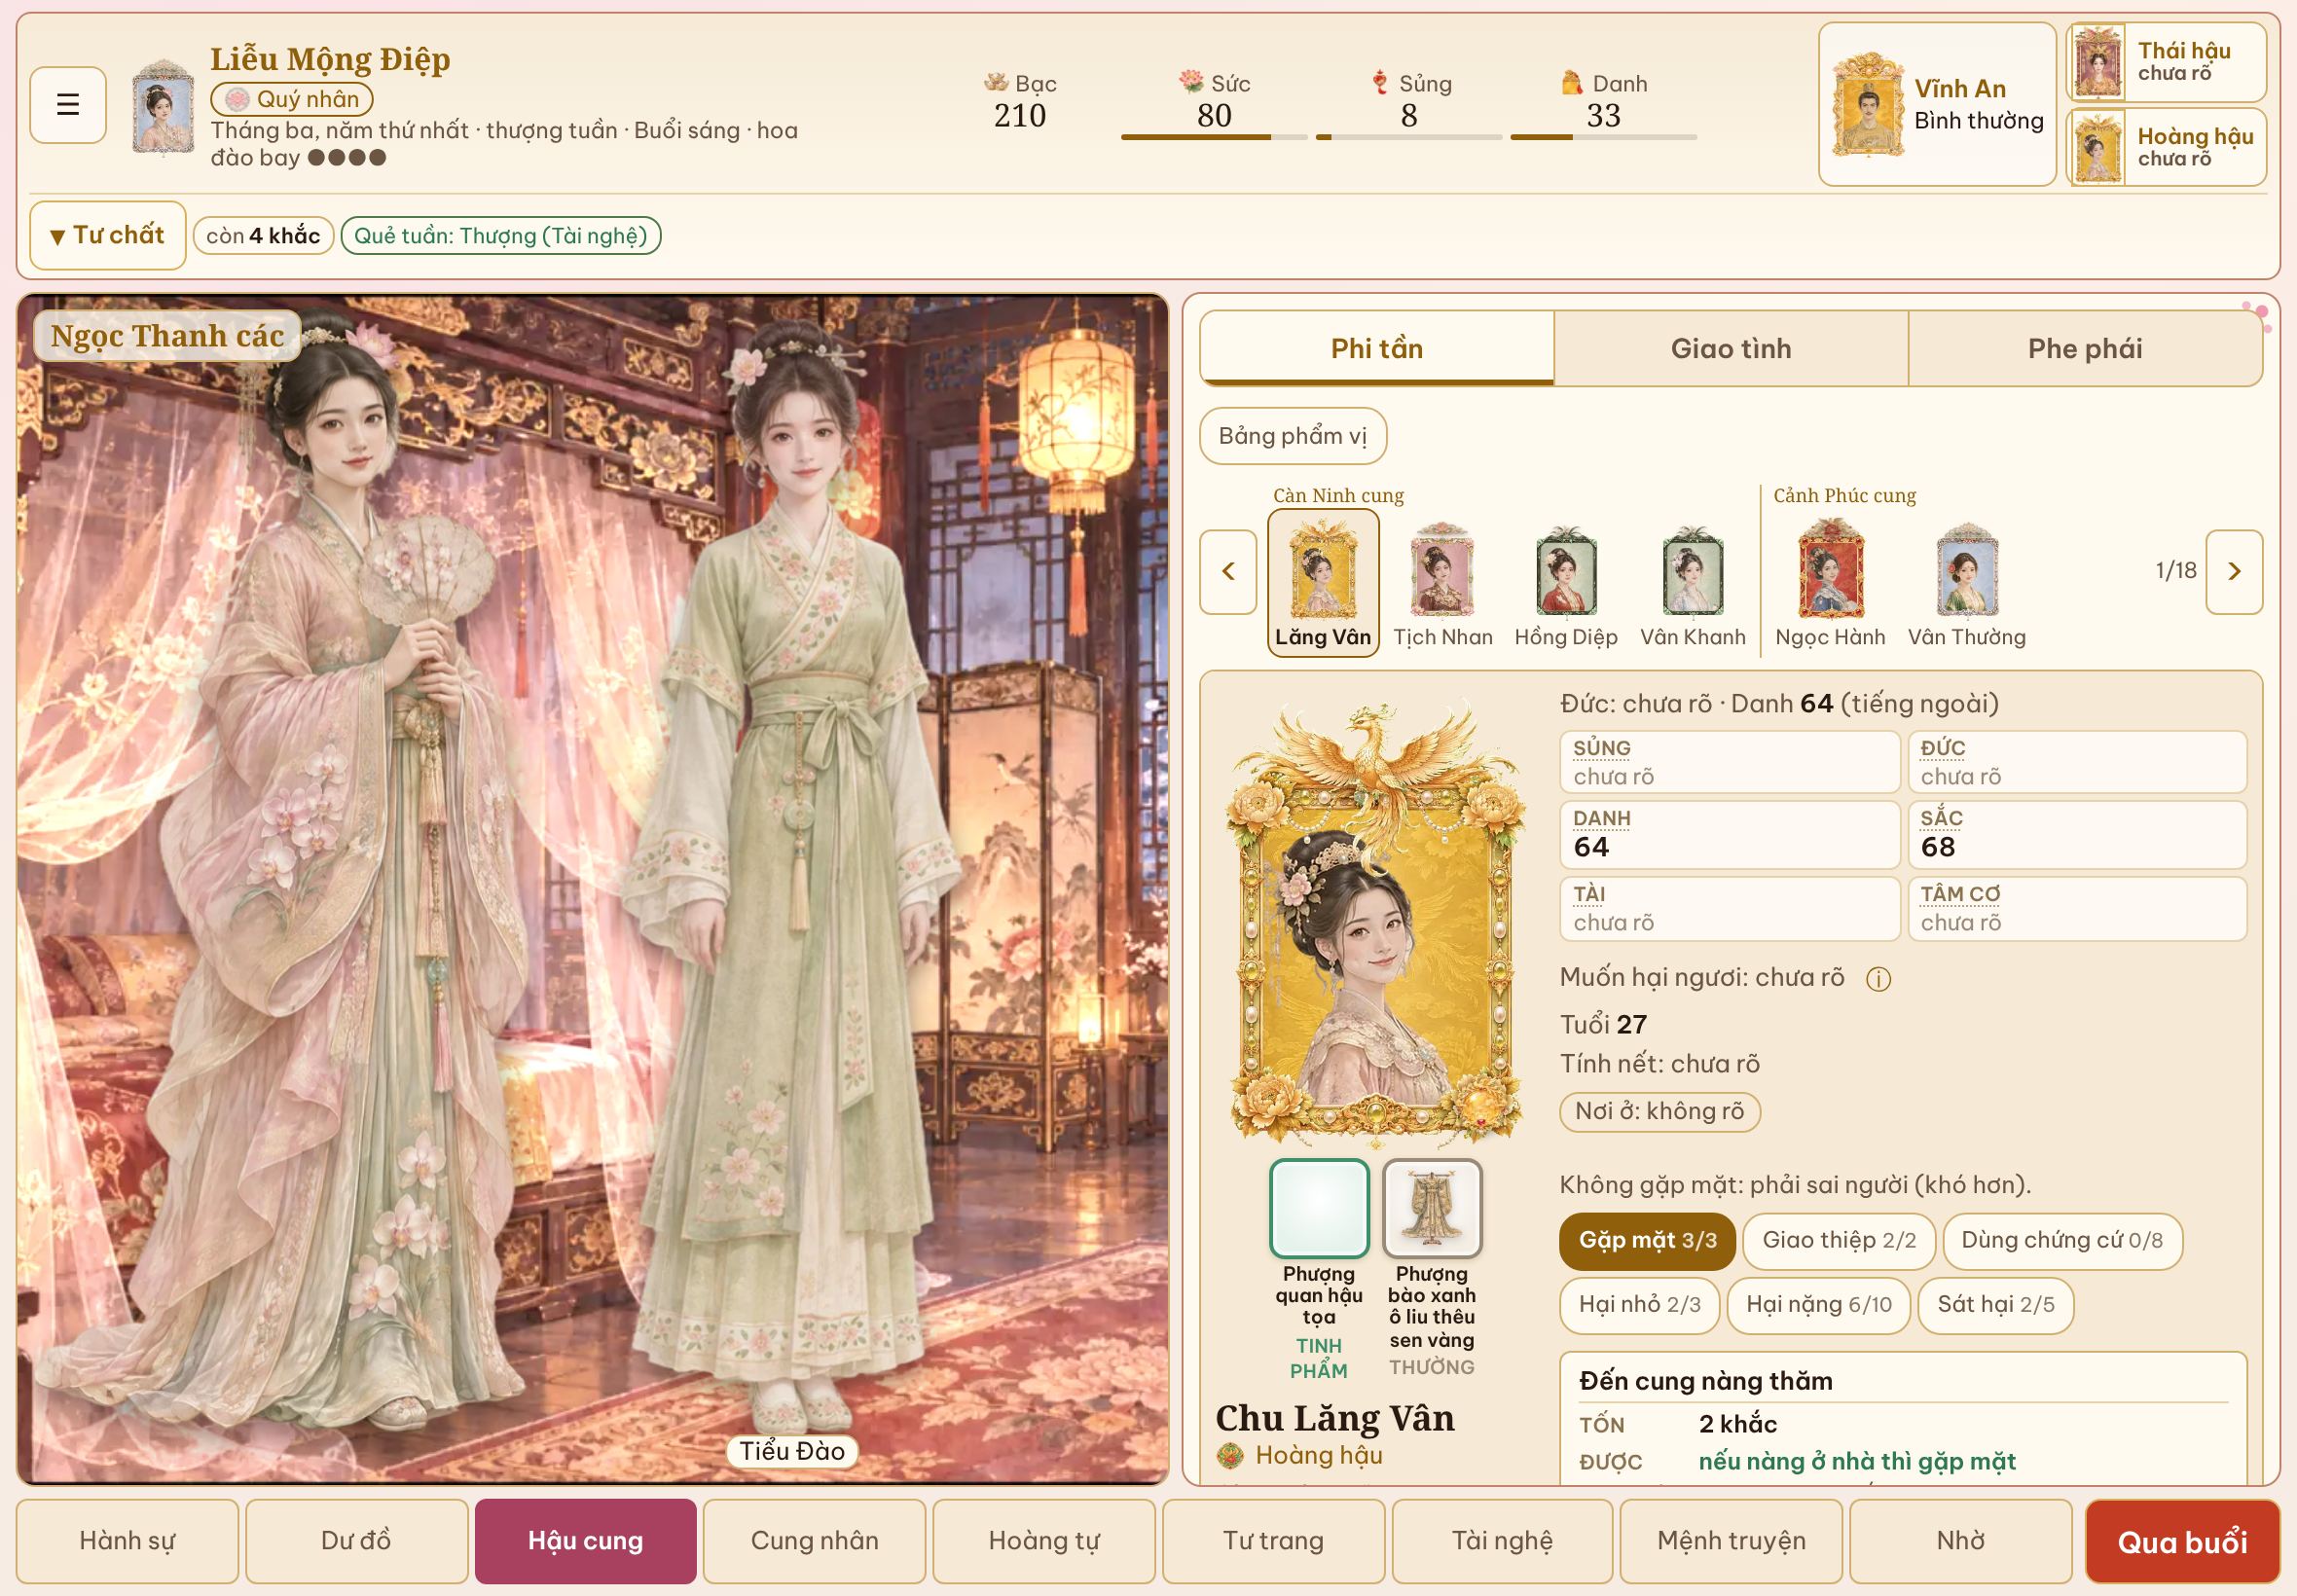 Liễu Mộng Điệp
Quý nhân
Tháng ba, năm thứ nhất · thượng tuần · Buổi sáng · hoa
đào bay
Bạc
210
Sức
80
Sủng
8
Danh
33
Vĩnh An
Bình thường
Thái hậu
chưa rõ
Hoàng hậu
chưa rõ
▼ Tư chất
còn 4 khắc
Quẻ tuần: Thượng (Tài nghệ)
Ngọc Thanh các
Tiểu Đào
Phi tần
Giao tình
Phe phái
Bảng phẩm vị
Càn Ninh cung
Cảnh Phúc cung
Lăng Vân
Tịch Nhan
Hồng Diệp
Vân Khanh
Ngọc Hành
Vân Thường
1/18
Phượng
quan hậu
tọa
TINH
PHẨM
Phượng
bào xanh
ô liu thêu
sen vàng
THƯỜNG
Chu Lăng Vân
Hoàng hậu
Đức: chưa rõ · Danh 64 (tiếng ngoài)
SỦNG
chưa rõ
ĐỨC
chưa rõ
DANH
64
SẮC
68
TÀI
chưa rõ
TÂM CƠ
chưa rõ
Muốn hại ngươi: chưa rõ ⓘ
Tuổi 27
Tính nết: chưa rõ
Nơi ở: không rõ
Không gặp mặt: phải sai người (khó hơn).
Gặp mặt 3/3
Giao thiệp 2/2
Dùng chứng cứ 0/8
Hại nhỏ 2/3
Hại nặng 6/10
Sát hại 2/5
Đến cung nàng thăm
TỐN 2 khắc
ĐƯỢC nếu nàng ở nhà thì gặp mặt
Hành sự
Dư đồ
Hậu cung
Cung nhân
Hoàng tự
Tư trang
Tài nghệ
Mệnh truyện
Nhờ
Qua buổi